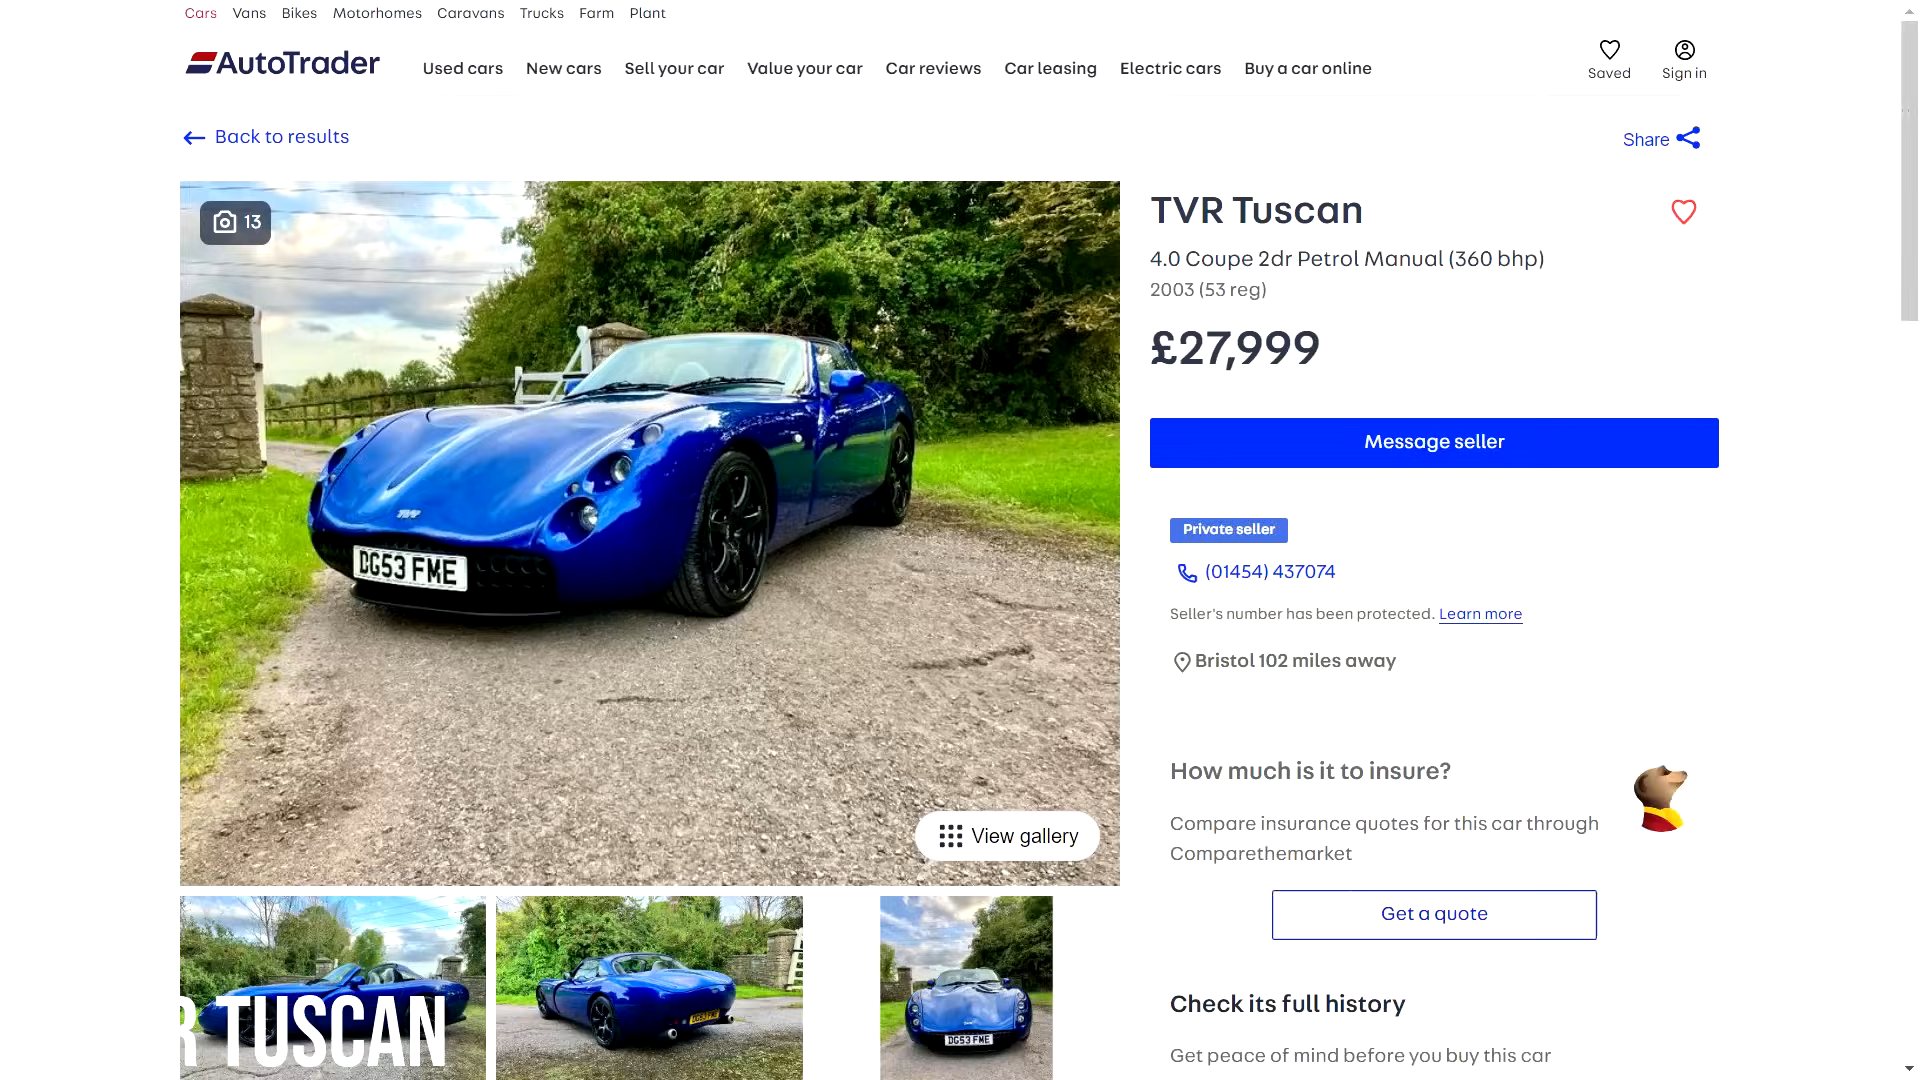 Cars Vans Bikes Motorhomes Caravans Trucks Farm Plant
AutoTrader
Used cars New cars Sell your car Value your car Car reviews Car leasing Electric cars Buy a car online
Saved Sign in
Back to results
Share
13
DG53 FME
View gallery
TVR Tuscan
4.0 Coupe 2dr Petrol Manual (360 bhp)
2003 (53 reg)
£27,999
Message seller
Private seller
(01454) 437074
Seller's number has been protected. Learn more
Bristol 102 miles away
How much is it to insure?
Compare insurance quotes for this car through
Comparethemarket
Get a quote
Check its full history
Get peace of mind before you buy this car
R TUSCAN
DG53 FME
DG53 FME